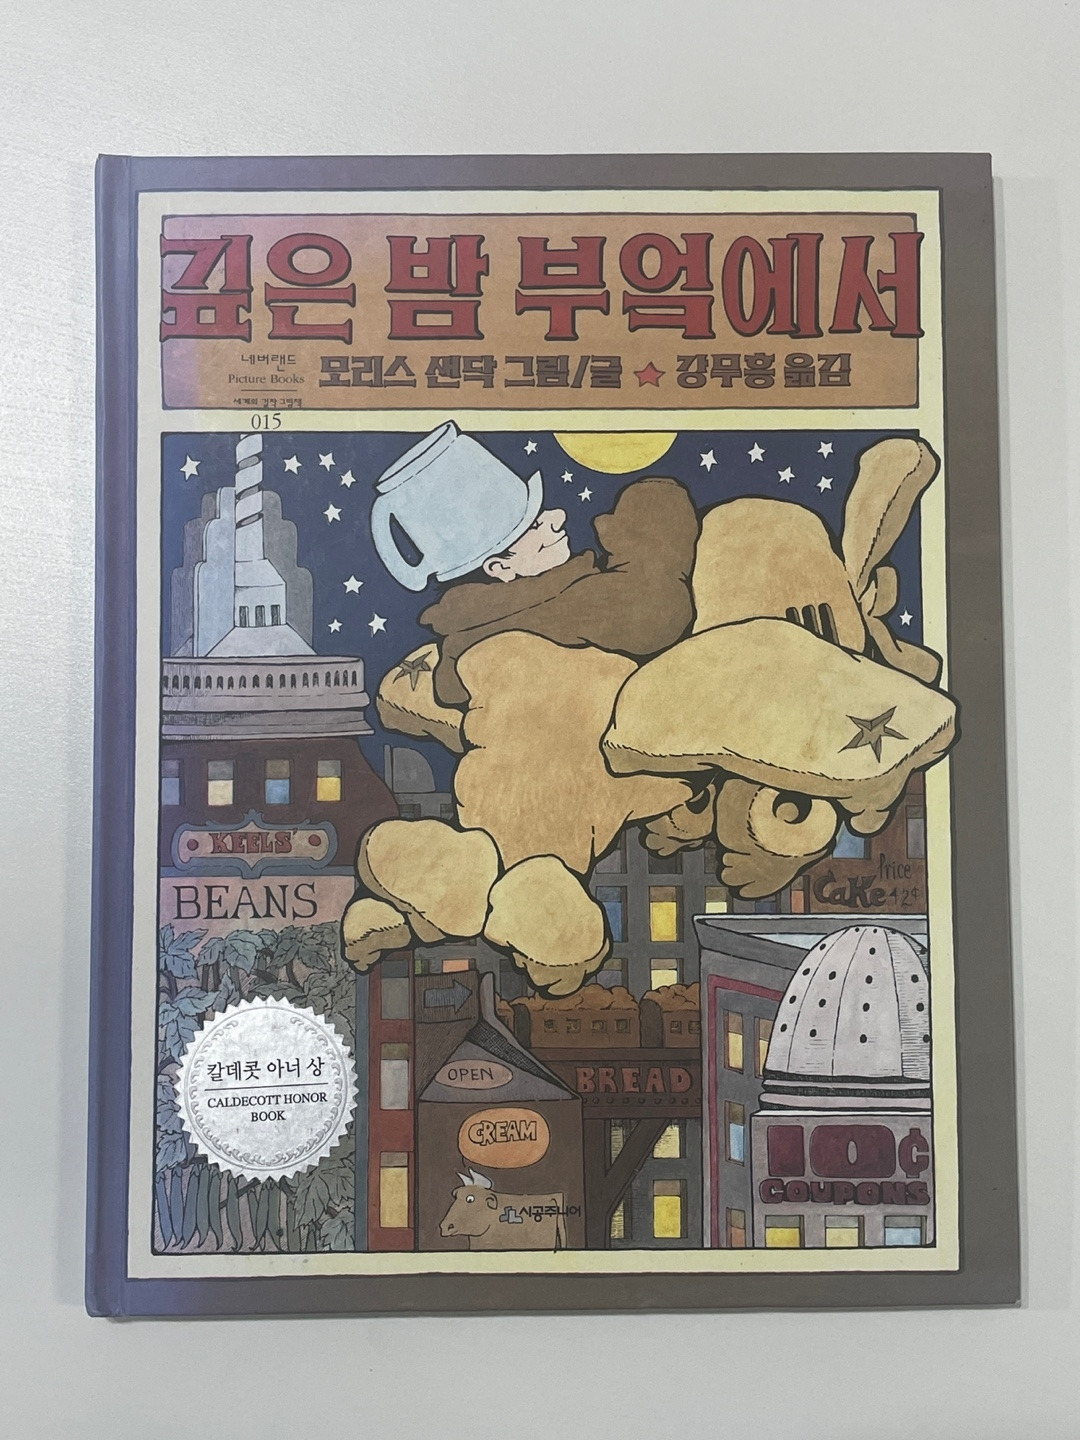 깊은 밤 부엌에서
네버랜드
Picture Books
세계의 걸작 그림책
015
모리스 샌닥 그림/글 ★ 강무홍 옮김
KEELS'
BEANS
Price
CaKe 42¢
OPEN
CREAM
BREAD
10¢
COUPONS
칼데콧 아너 상
CALDECOTT HONOR
BOOK
시공주니어